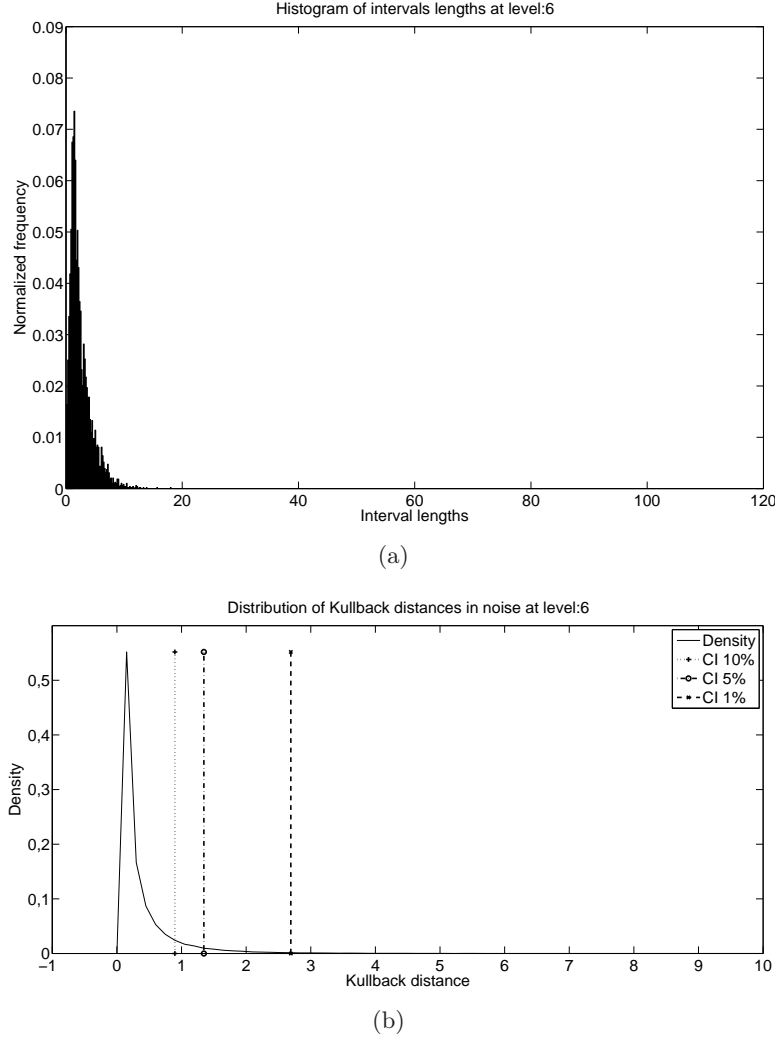 Histogram of intervals lengths at level:6
0.09
0.08
0.07
0.06
0.05
0.04
0.03
0.02
0.01
0
Normalized frequency
0 20 40 60 80 100 120
Interval lengths
(a)
Distribution of Kullback distances in noise at level:6
Density
CI 10%
CI 5%
CI 1%
0,5
0,4
0,3
0,2
0,1
0
Density
−1 0 1 2 3 4 5 6 7 8 9 10
Kullback distance
(b)